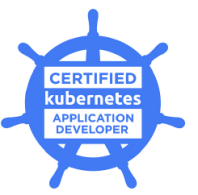 CERTIFIED
kubernetes
APPLICATION
DEVELOPER